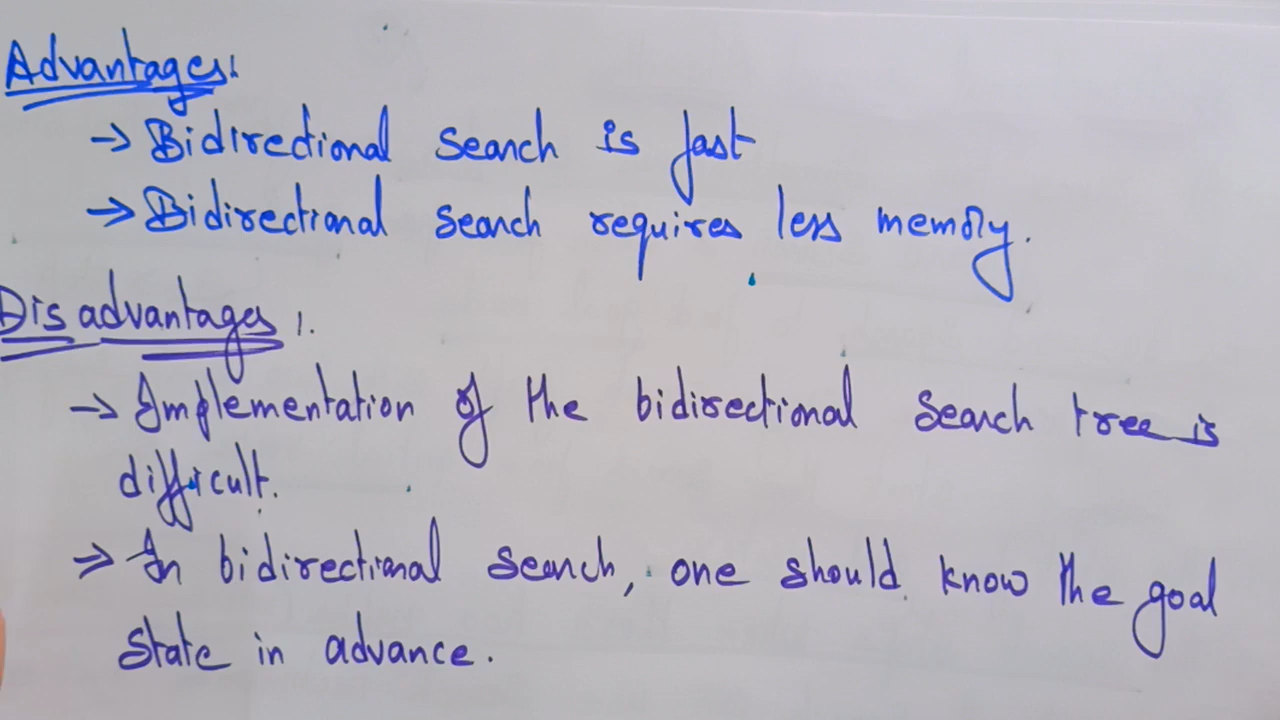 Advantages:
→ Bidirectional search is fast
→ Bidirectional search requires less memory.
Disadvantages:
→ Implementation of the bidirectional search tree is
difficult.
→ In bidirectional search, one should know the goal
state in advance.